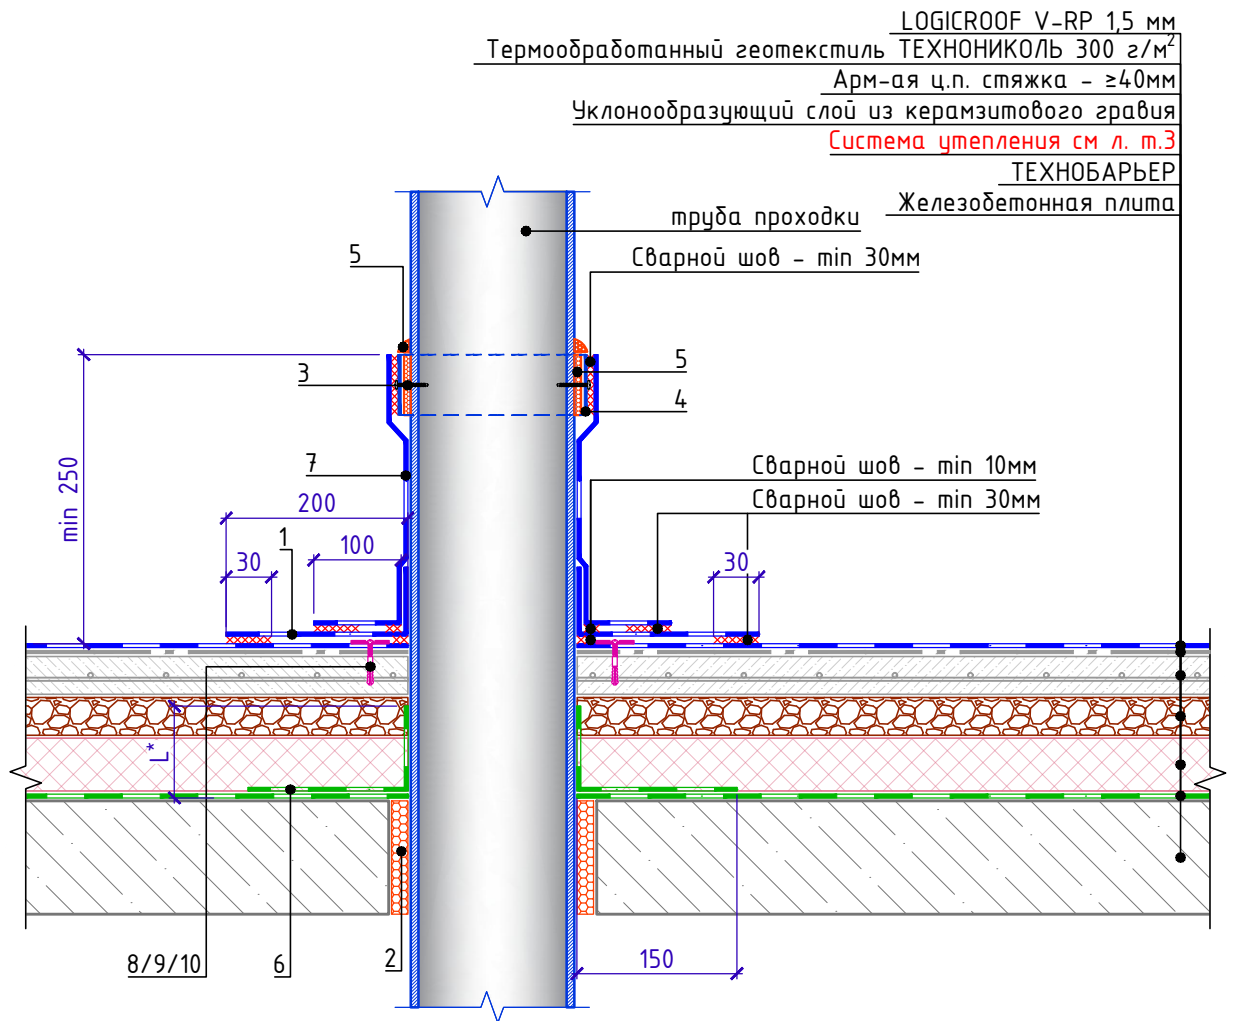 LOGICROOF V-RP 1,5 мм
Термообработанный геотекстиль ТЕХНОНИКОЛЬ 300 г/м²
Арм-ая ц.п. стяжка - ≥40мм
Уклонообразующий слой из керамзитового гравия
Система утепления см л. т.3
ТЕХНОБАРЬЕР
Железобетонная плита
труба проходки
5
Сварной шов - min 30мм
3
5
4
7
Сварной шов - min 10мм
min 250
200
Сварной шов - min 30мм
1
100
30
30
L*
8/9/10
6
2
150